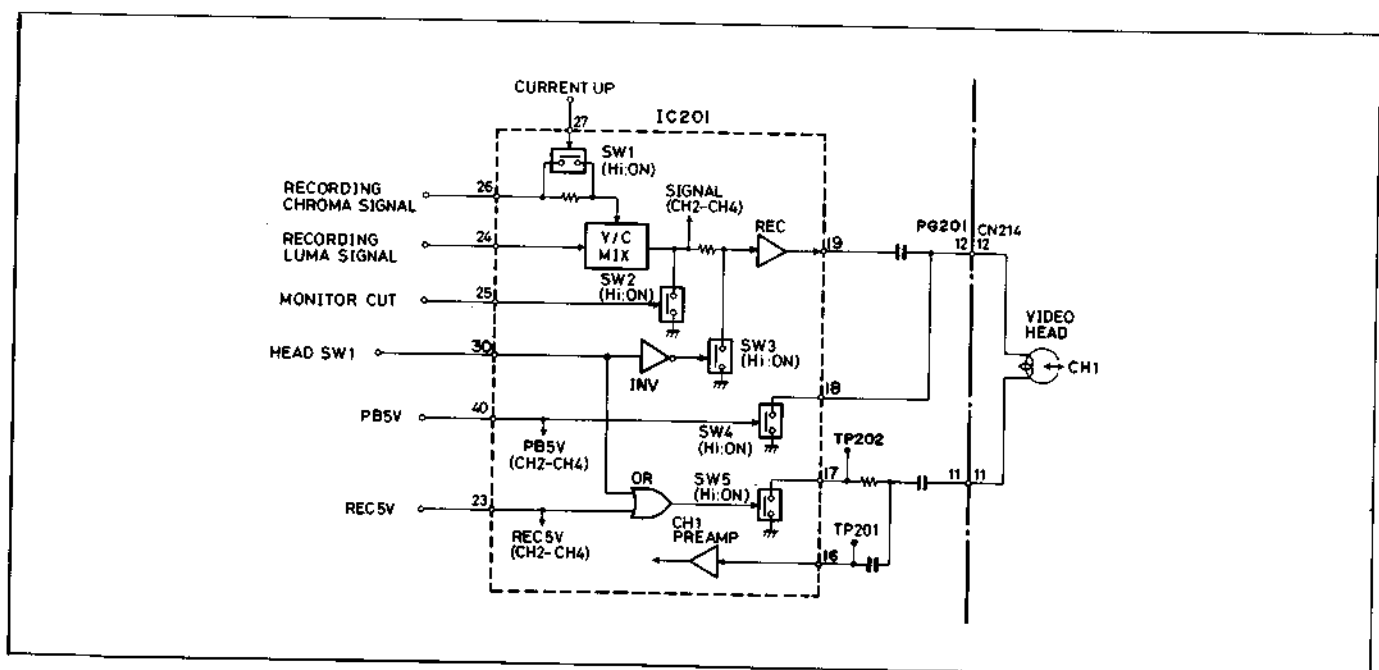 CURRENT UP
27
IC201
SW1
(Hi:ON)
RECORDING
CHROMA SIGNAL
26
SIGNAL
(CH2-CH4)
REC
RECORDING
LUMA SIGNAL
24
Y/C
MIX
19
PG201
CN214
12
12
SW2
(Hi:ON)
MONITOR CUT
25
HEAD SW1
30
INV
SW3
(Hi:ON)
VIDEO
HEAD
CH1
18
PB5V
40
PB5V
(CH2-CH4)
SW4
(Hi:ON)
TP202
OR
SW5
(Hi:ON)
17
11
11
REC5V
23
REC5V
(CH2-CH4)
CH1
PREAMP
TP201
16